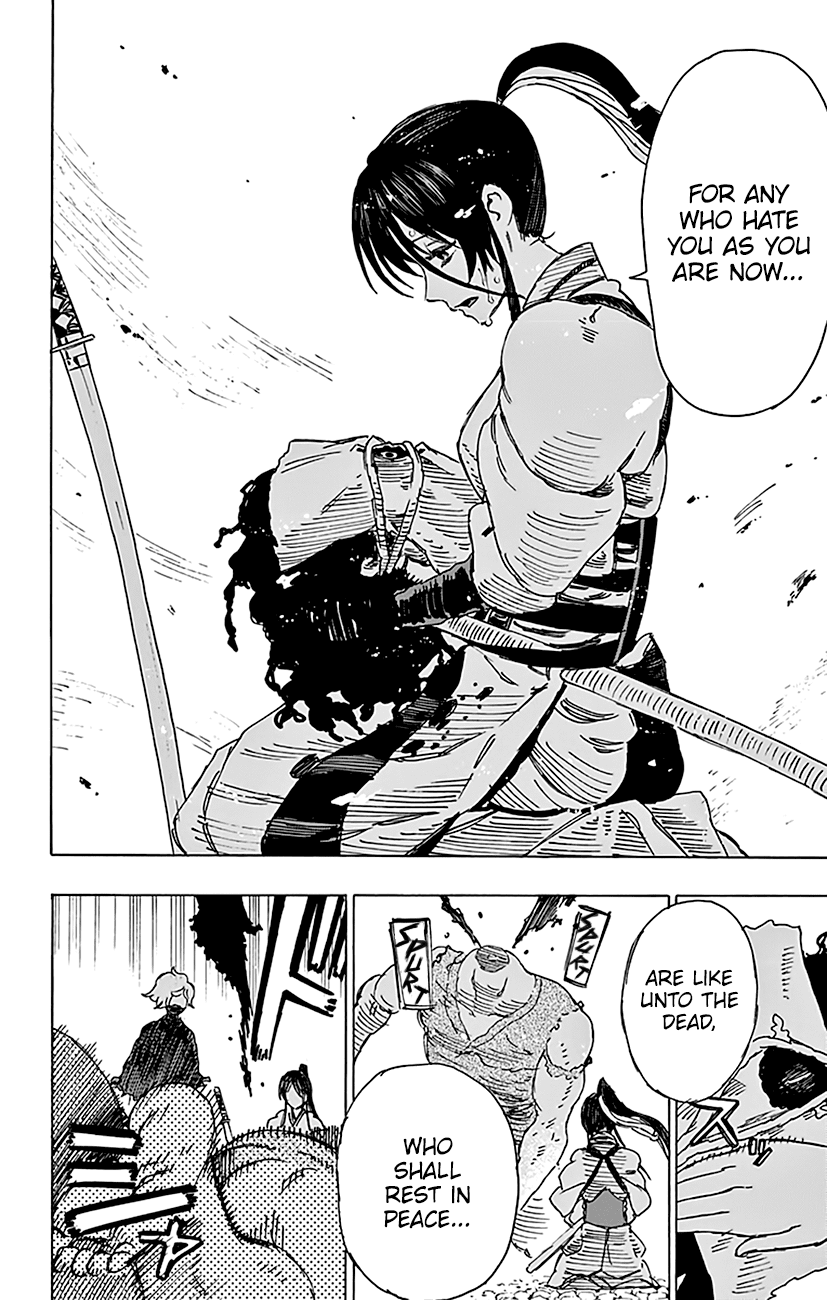 FOR ANY
WHO HATE
YOU AS YOU
ARE NOW...
ARE LIKE
UNTO THE
DEAD,
SPURT
SPURT
WHO
SHALL
REST IN
PEACE...